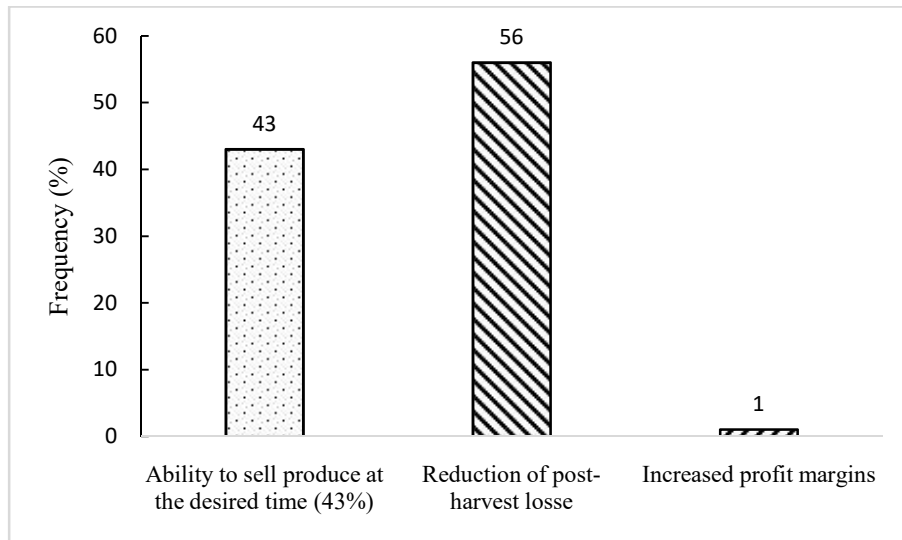 60
56
50
43
40
30
20
10
1
0
Frequency (%)
Ability to sell produce at
the desired time (43%)
Reduction of post-
harvest losse
Increased profit margins